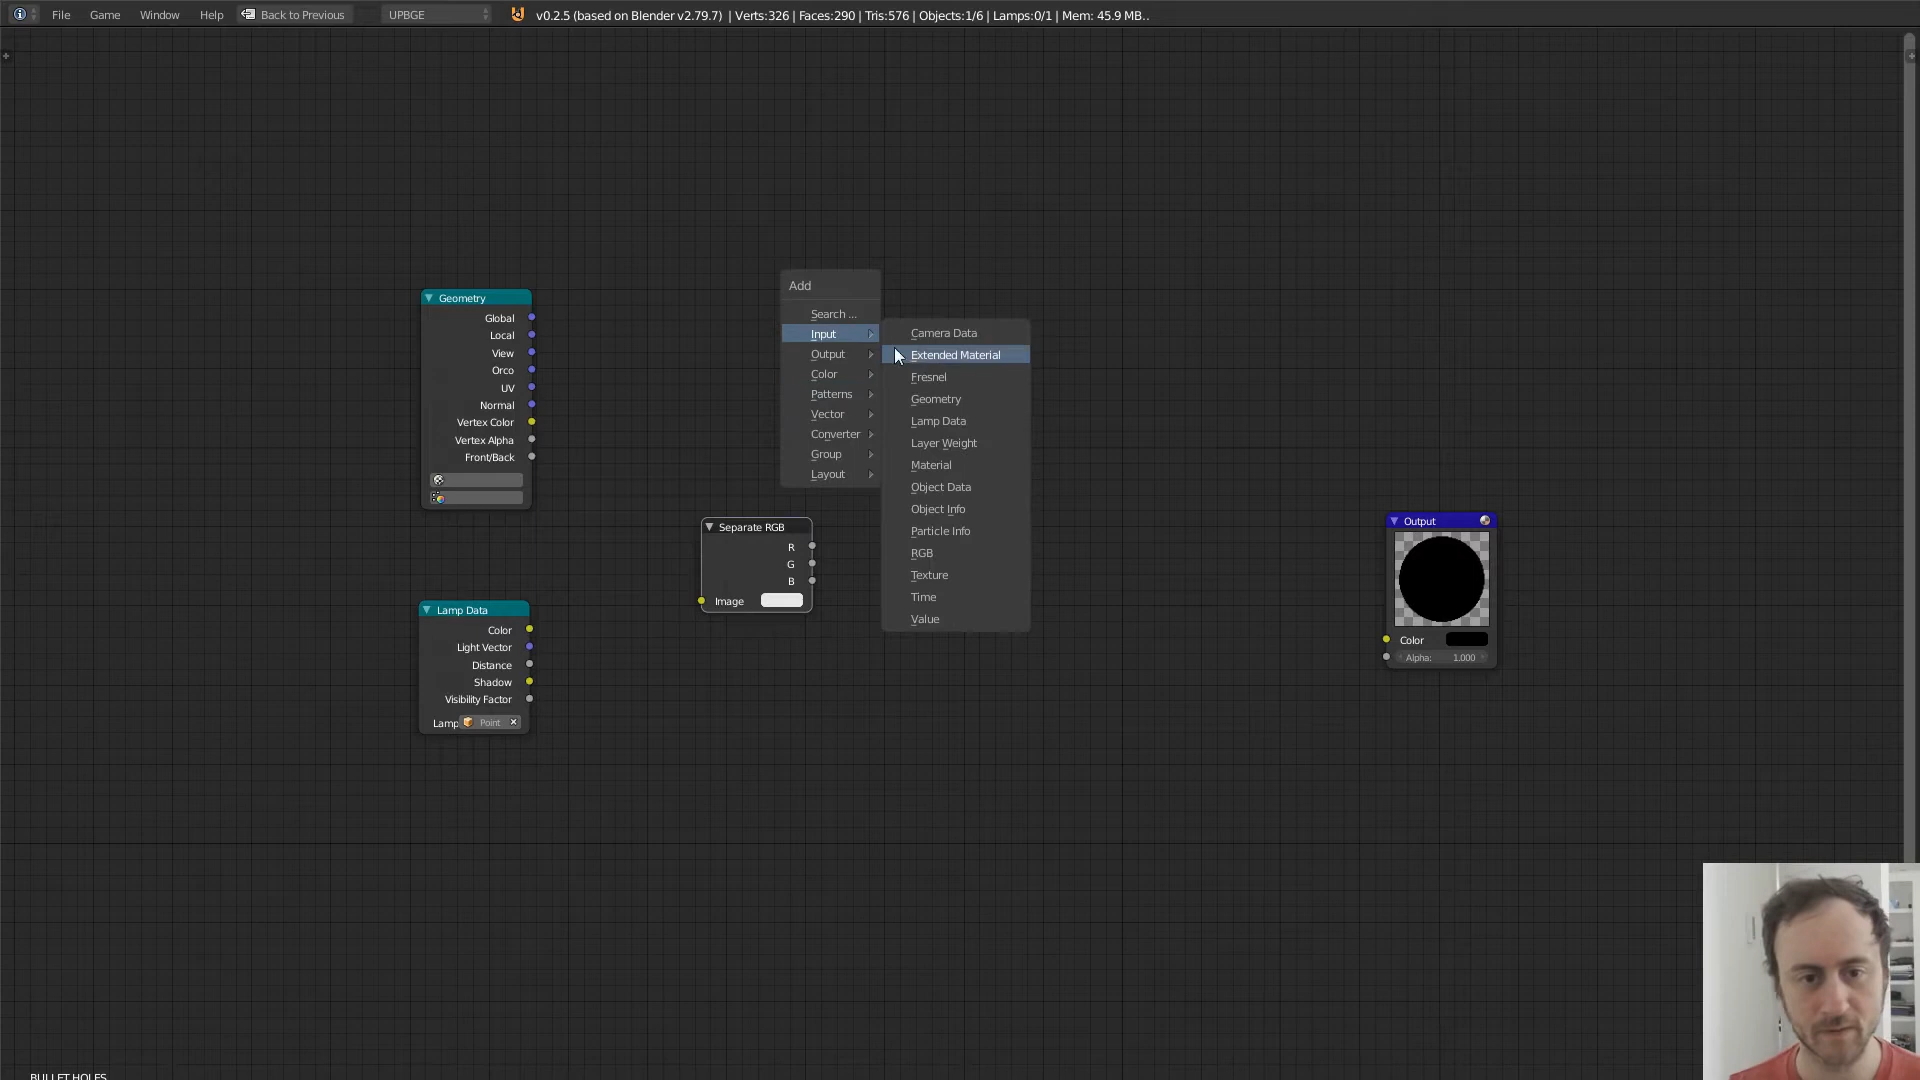 File Game Window Help Back to Previous UPBGE v0.2.5 (based on Blender v2.79.7) | Verts:326 | Faces:290 | Tris:576 | Objects:1/6 | Lamps:0/1 | Mem: 45.9 MB..
Geometry
Global
Local
View
Orco
UV
Normal
Vertex Color
Vertex Alpha
Front/Back
Lamp Data
Color
Light Vector
Distance
Shadow
Visibility Factor
Lamp Point
Separate RGB
R
G
B
Image
Add
Search ...
Input
Output
Color
Patterns
Vector
Converter
Group
Layout
Camera Data
Extended Material
Fresnel
Geometry
Lamp Data
Layer Weight
Material
Object Data
Object Info
Particle Info
RGB
Texture
Time
Value
Output
Color
Alpha: 1.000
BULLET HOLES